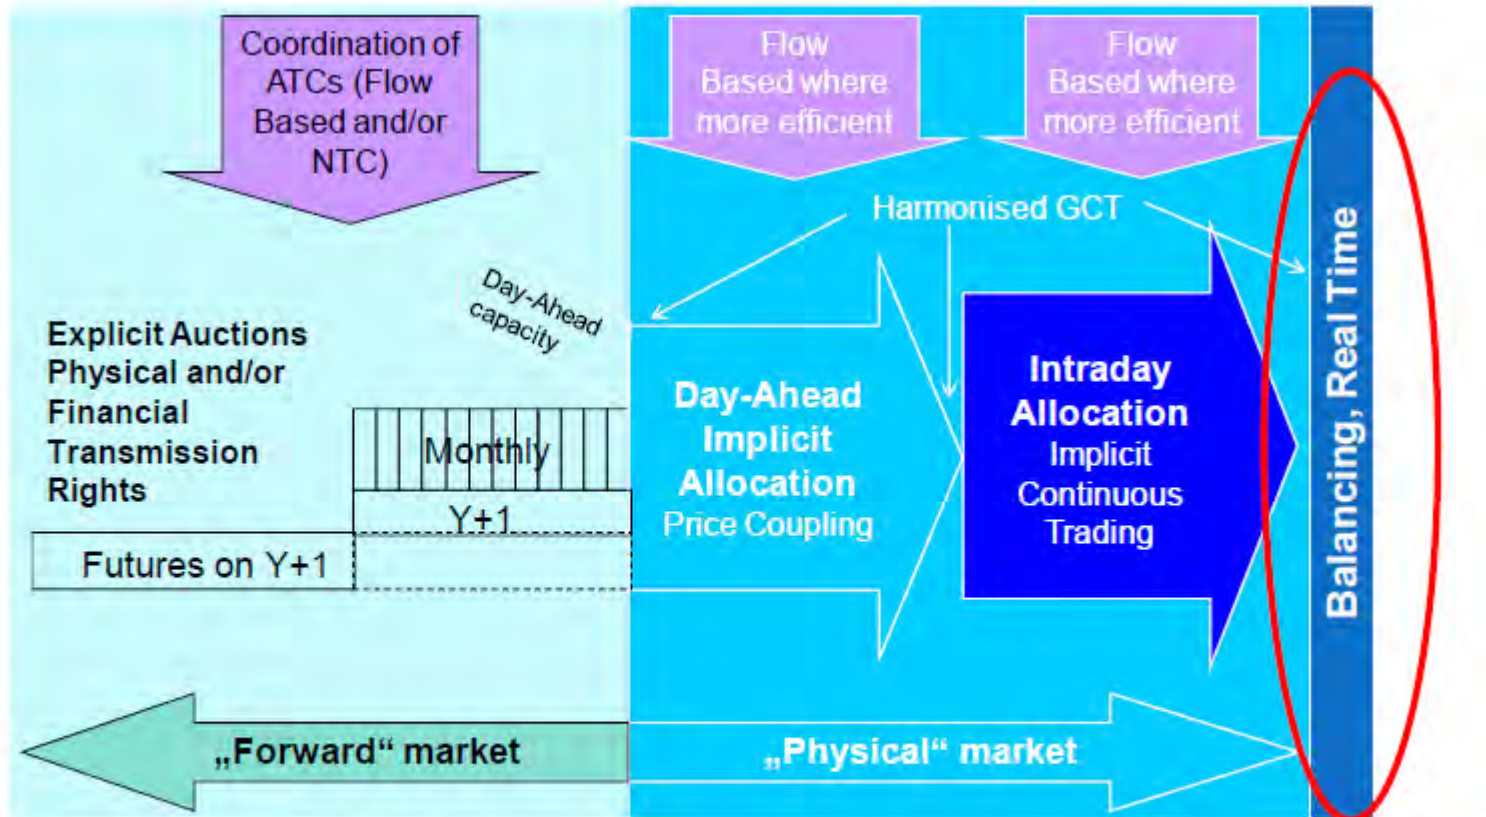 Coordination of
ATCs (Flow
Based and/or
NTC)
Flow
Based where
more efficient
Flow
Based where
more efficient
Harmonised GCT
Day-Ahead
capacity
Explicit Auctions
Physical and/or
Financial
Transmission
Rights
Monthly
Y+1
Futures on Y+1
Day-Ahead
Implicit
Allocation
Price Coupling
Intraday
Allocation
Implicit
Continuous
Trading
Balancing, Real Time
„Forward“ market
„Physical“ market